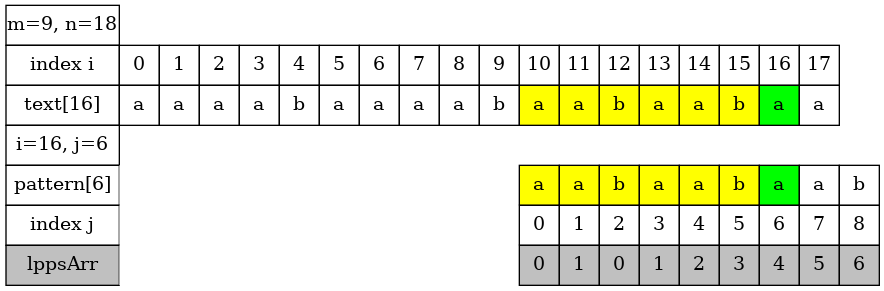 m=9, n=18
index i 0 1 2 3 4 5 6 7 8 9 10 11 12 13 14 15 16 17
text[16] a a a a b a a a a b a a b a a b a a
i=16, j=6
pattern[6] a a b a a b a a b
index j 0 1 2 3 4 5 6 7 8
lppsArr 0 1 0 1 2 3 4 5 6